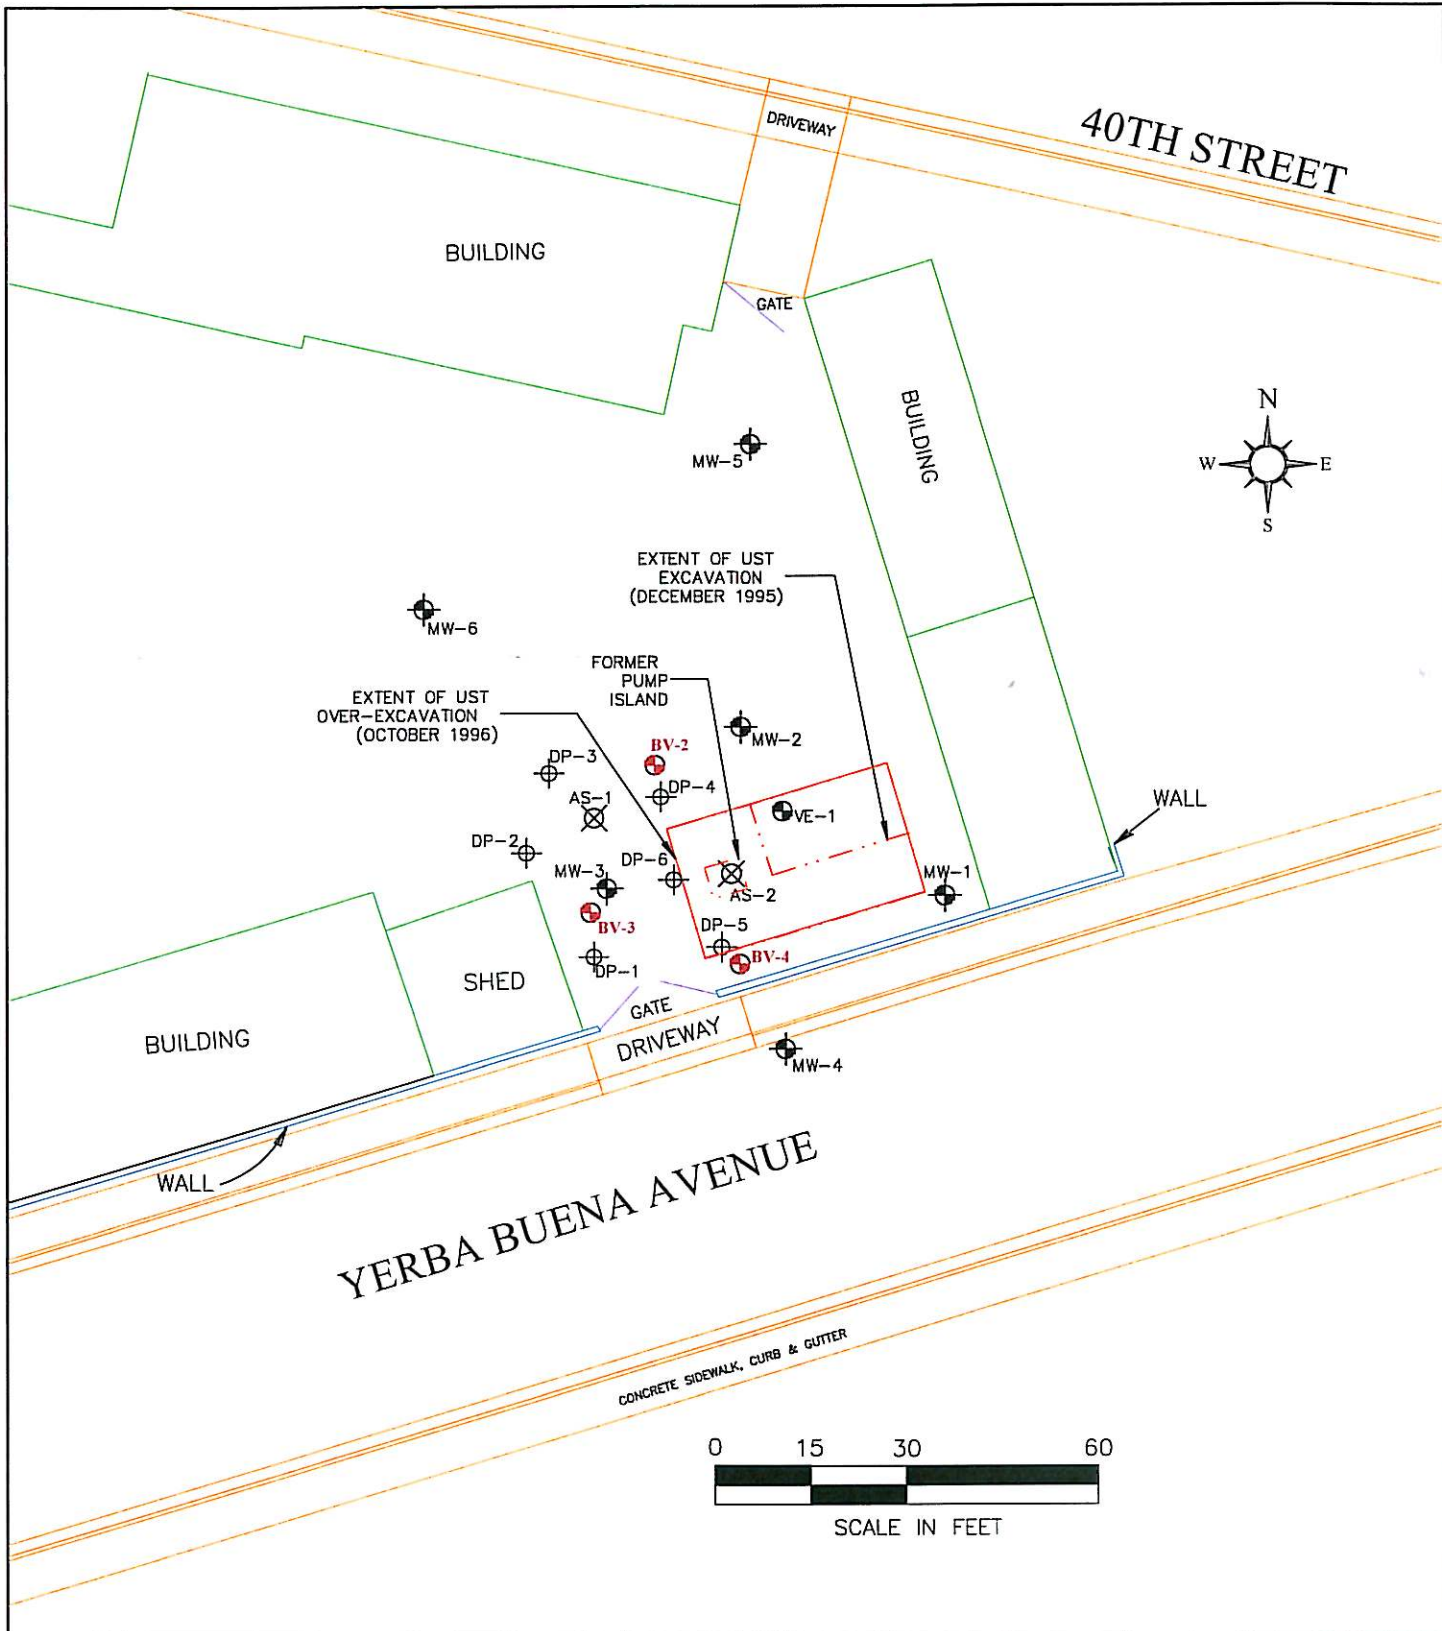 40TH STREET
DRIVEWAY
BUILDING
GATE
BUILDING
N
W E
S
MW-5
EXTENT OF UST
EXCAVATION
(DECEMBER 1995)
MW-6
FORMER
PUMP
ISLAND
EXTENT OF UST
OVER-EXCAVATION
(OCTOBER 1996)
MW-2
BV-2
DP-3
DP-4
AS-1
VE-1
WALL
DP-2
DP-6
MW-3
AS-2
MW-1
BV-3
DP-5
BV-4
DP-1
SHED
GATE
BUILDING
DRIVEWAY
MW-4
WALL
YERBA BUENA AVENUE
CONCRETE SIDEWALK, CURB & GUTTER
0 15 30 60
SCALE IN FEET